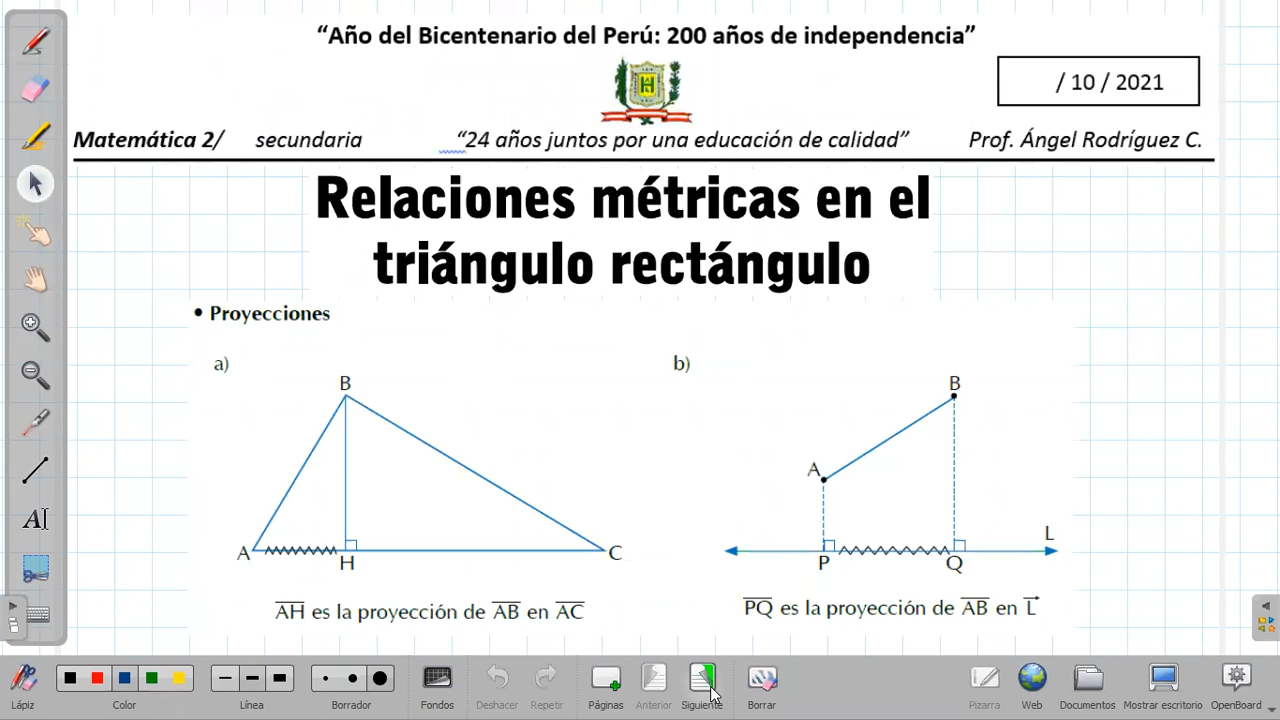 “Año del Bicentenario del Perú: 200 años de independencia”
/ 10 / 2021
H
Matemática 2/ secundaria “24 años juntos por una educación de calidad” Prof. Ángel Rodríguez C.
Relaciones métricas en el
triángulo rectángulo
• Proyecciones
a)
B
A
H
C
AH es la proyección de AB en AC
b)
B
A
L
P
Q
PQ es la proyección de AB en L
A
Lápiz
Color
Línea
Borrador
Fondos
Deshacer
Repetir
Páginas
Anterior
Siguiente
Borrar
Pizarra
Web
Documentos
Mostrar escritorio
OpenBoard